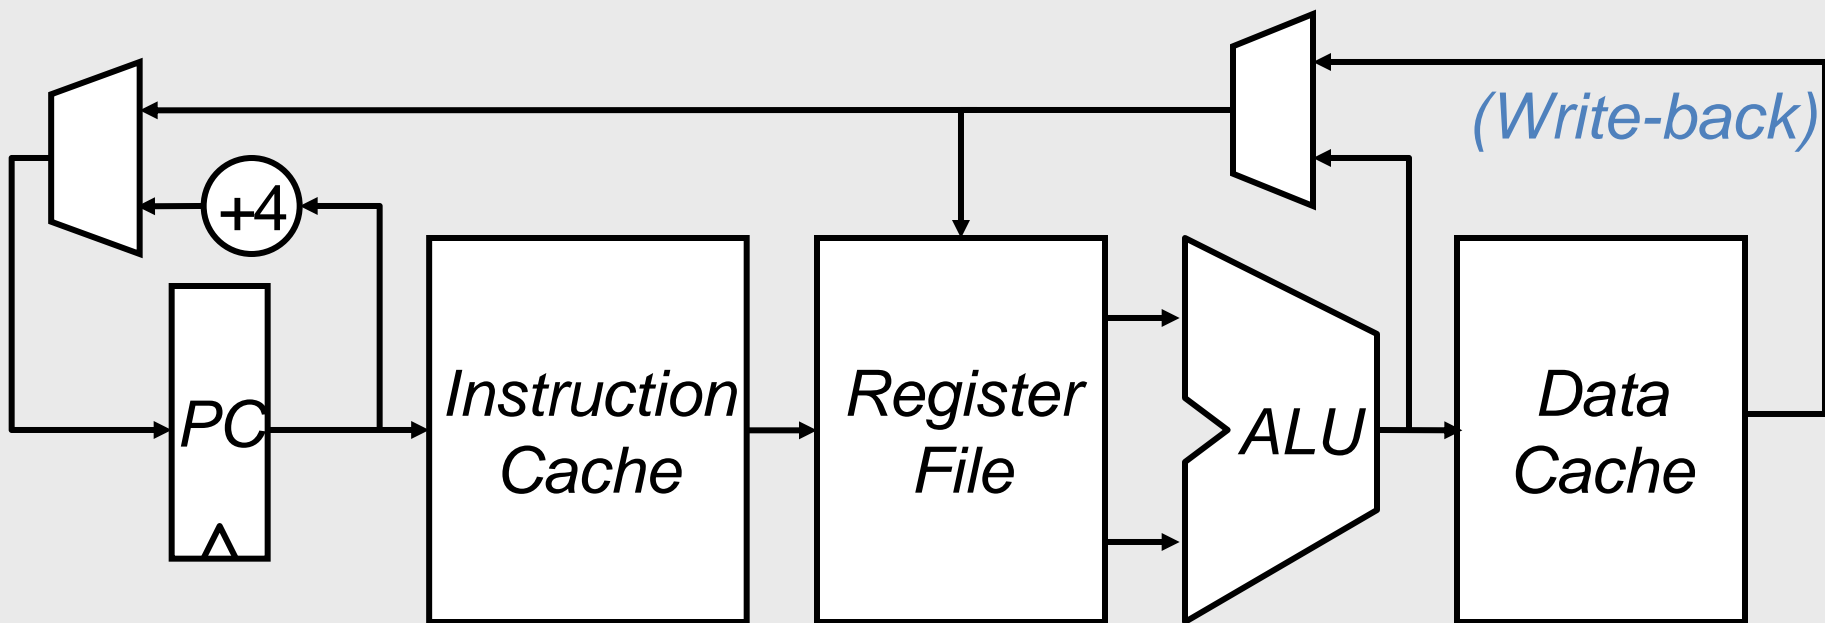 (Write-back)
+4
PC
Instruction
Cache
Register
File
ALU
Data
Cache